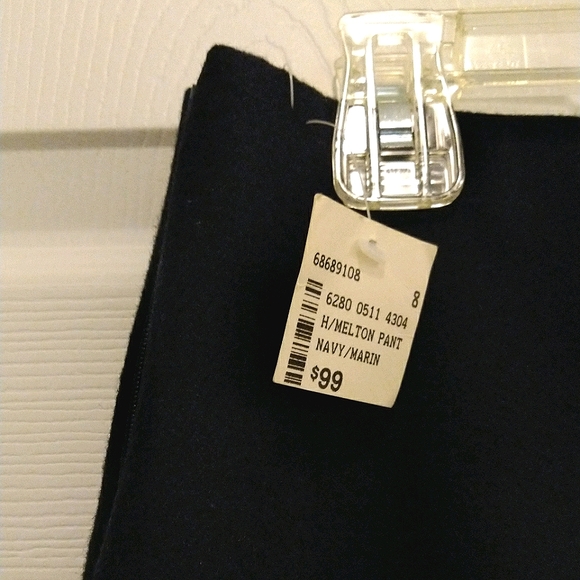 68689108
8
6280 0511 4304
H/MELTON PANT
NAVY/MARIN
$99